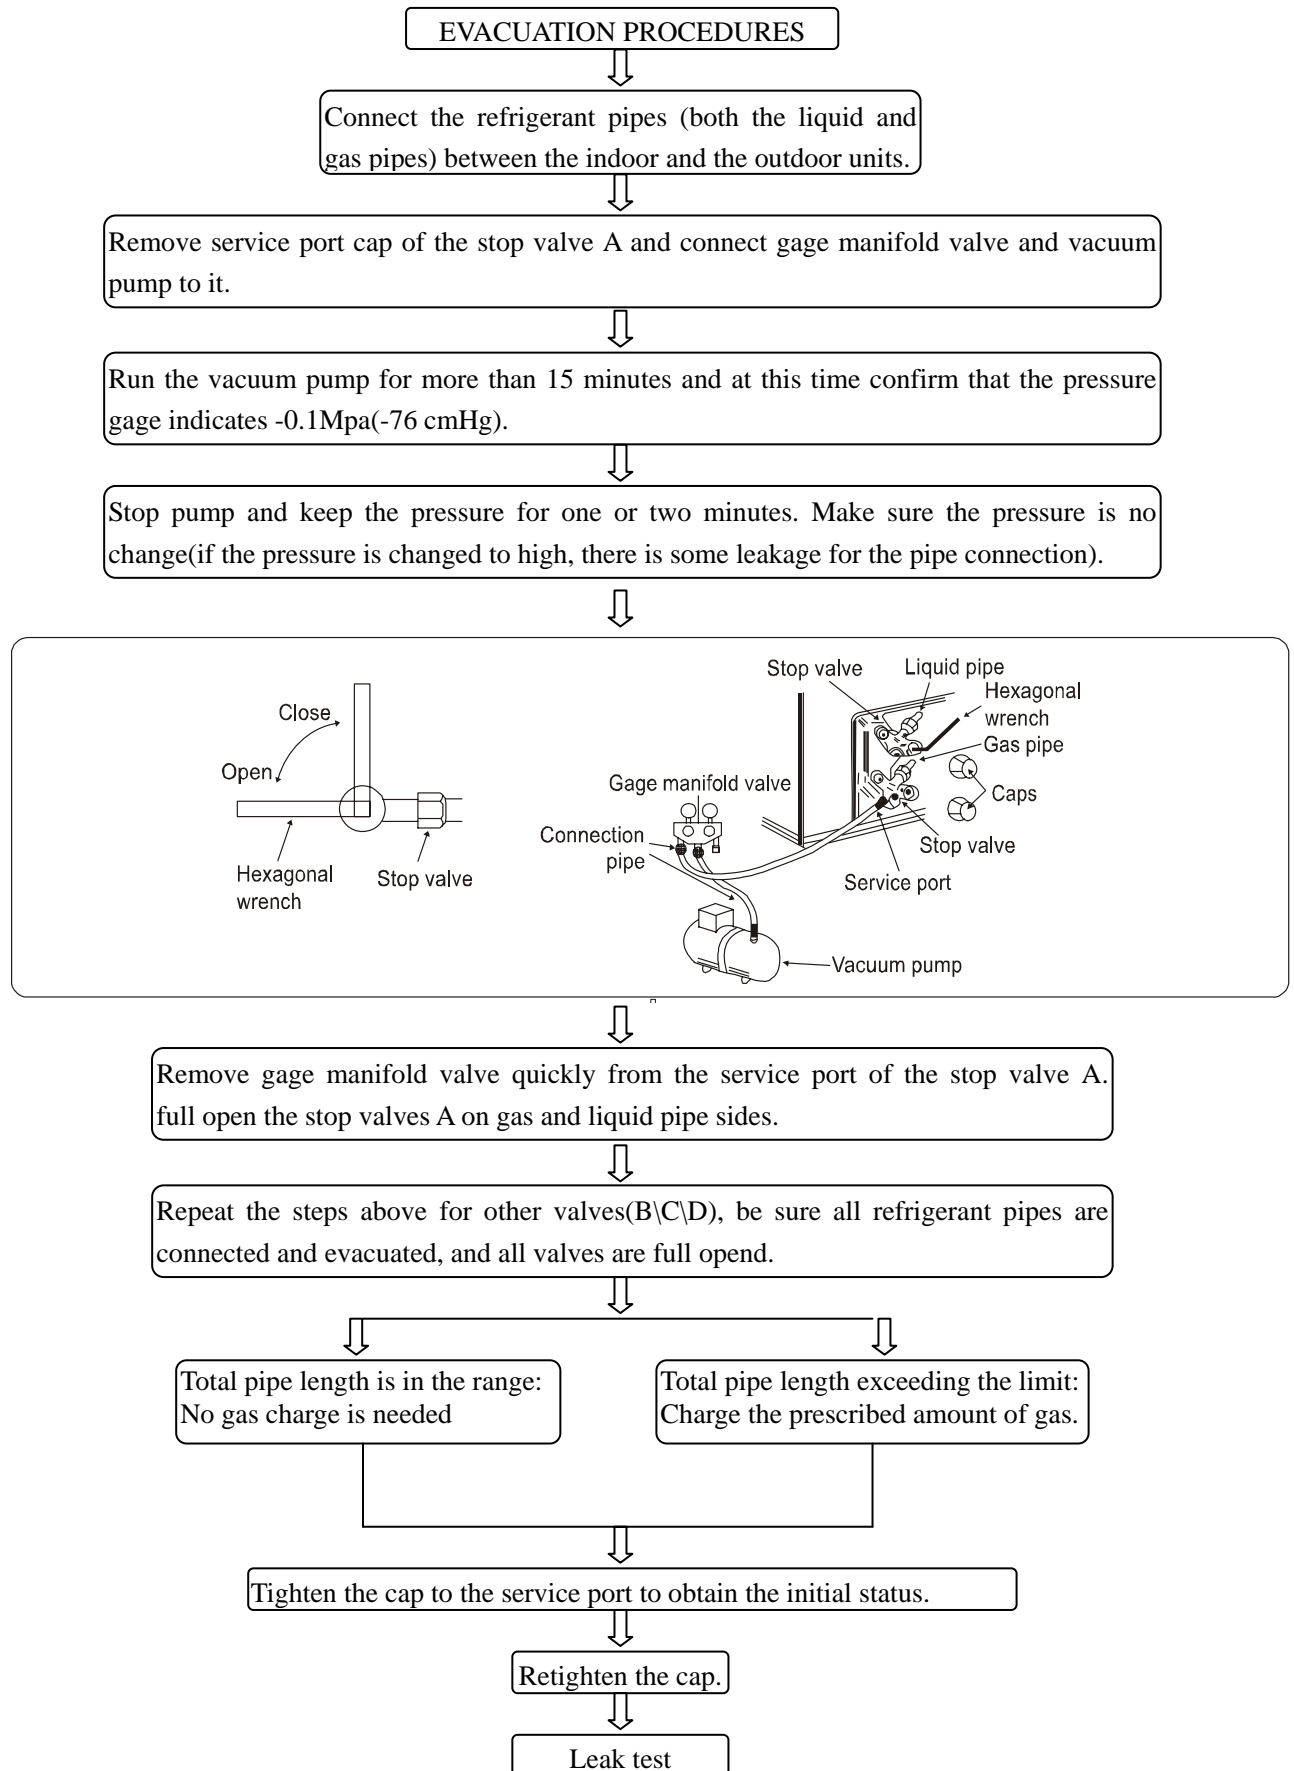 EVACUATION PROCEDURES
Connect the refrigerant pipes (both the liquid and
gas pipes) between the indoor and the outdoor units.
Remove service port cap of the stop valve A and connect gage manifold valve and vacuum
pump to it.
Run the vacuum pump for more than 15 minutes and at this time confirm that the pressure
gage indicates -0.1Mpa(-76 cmHg).
Stop pump and keep the pressure for one or two minutes. Make sure the pressure is no
change(if the pressure is changed to high, there is some leakage for the pipe connection).
Close
Open
Hexagonal
wrench
Stop valve
Stop valve
Liquid pipe
Hexagonal
wrench
Gas pipe
Gage manifold valve
Caps
Connection
pipe
Stop valve
Service port
Vacuum pump
Remove gage manifold valve quickly from the service port of the stop valve A.
full open the stop valves A on gas and liquid pipe sides.
Repeat the steps above for other valves(B\C\D), be sure all refrigerant pipes are
connected and evacuated, and all valves are full opend.
Total pipe length is in the range:
No gas charge is needed
Total pipe length exceeding the limit:
Charge the prescribed amount of gas.
Tighten the cap to the service port to obtain the initial status.
Retighten the cap.
Leak test